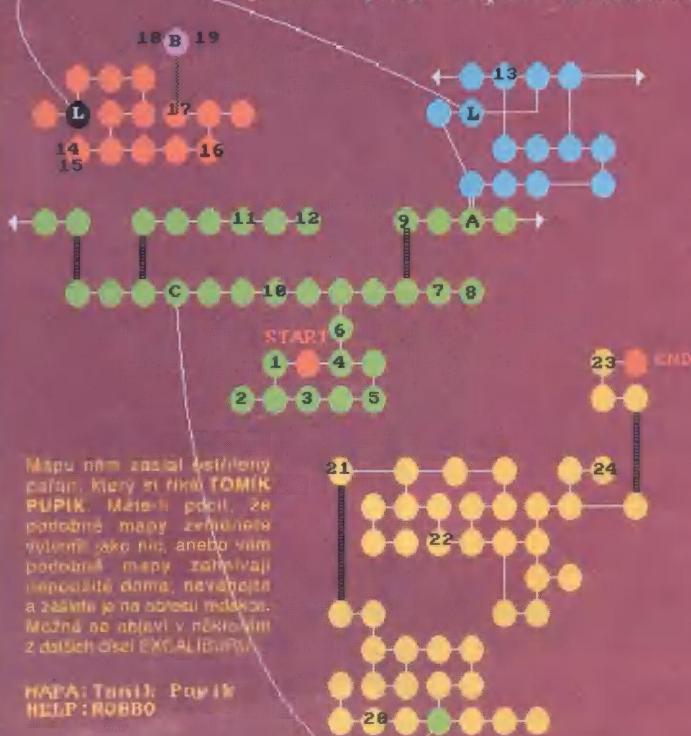 18 B 19
13
L 17 L
14 16
15
11 12 9 A
C 10 7 8
6
START
1 4 23 END
2 3 5
21 24
22
20
Mapu nám zaslal ostřílený
pařan, který si říká TOMÍK
PUPÍK. Máte-li pocit, že
podobné mapy zvládnete
vytvořit jako nic, anebo vám
podobné mapy zahnívají
nepoužité doma, neváhejte
a zašlete je na adresu redakce.
Možná se objeví v některém
z dalších čísel EXCALIBURU.
MAPA:Tomík Pupík
HELP:ROBBO